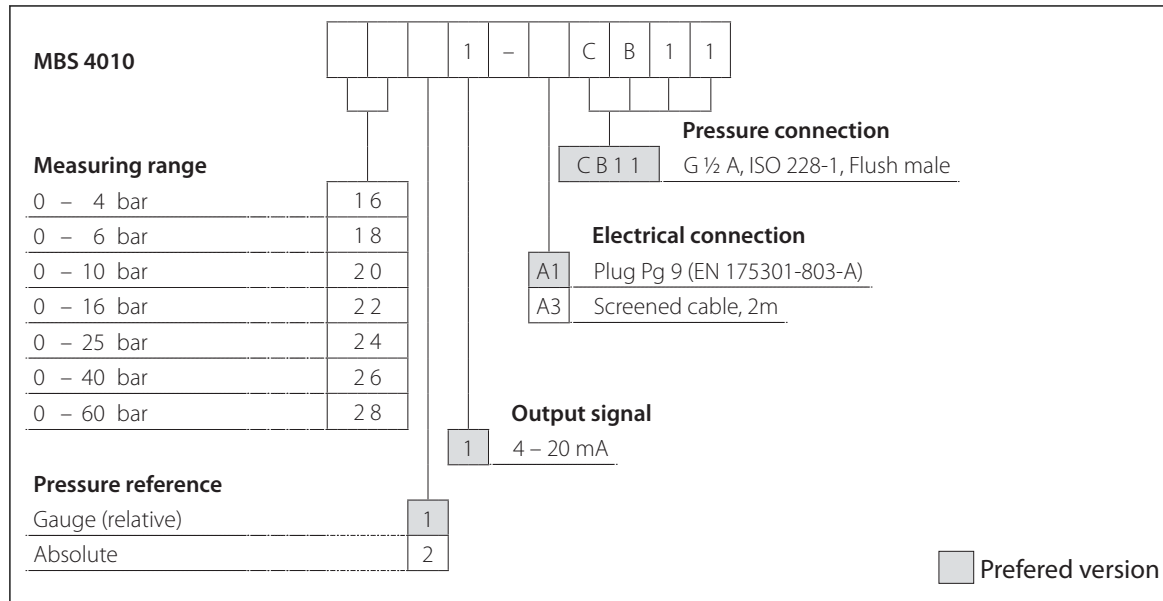 MBS 4010 1 – C B 1 1
Pressure connection
C B 1 1 G ½ A, ISO 228-1, Flush male
Measuring range
0 – 4 bar 1 6
0 – 6 bar 1 8
0 – 10 bar 2 0
0 – 16 bar 2 2
0 – 25 bar 2 4
0 – 40 bar 2 6
0 – 60 bar 2 8
Electrical connection
A1 Plug Pg 9 (EN 175301-803-A)
A3 Screened cable, 2m
Output signal
1 4 – 20 mA
Pressure reference
Gauge (relative) 1
Absolute 2
Prefered version